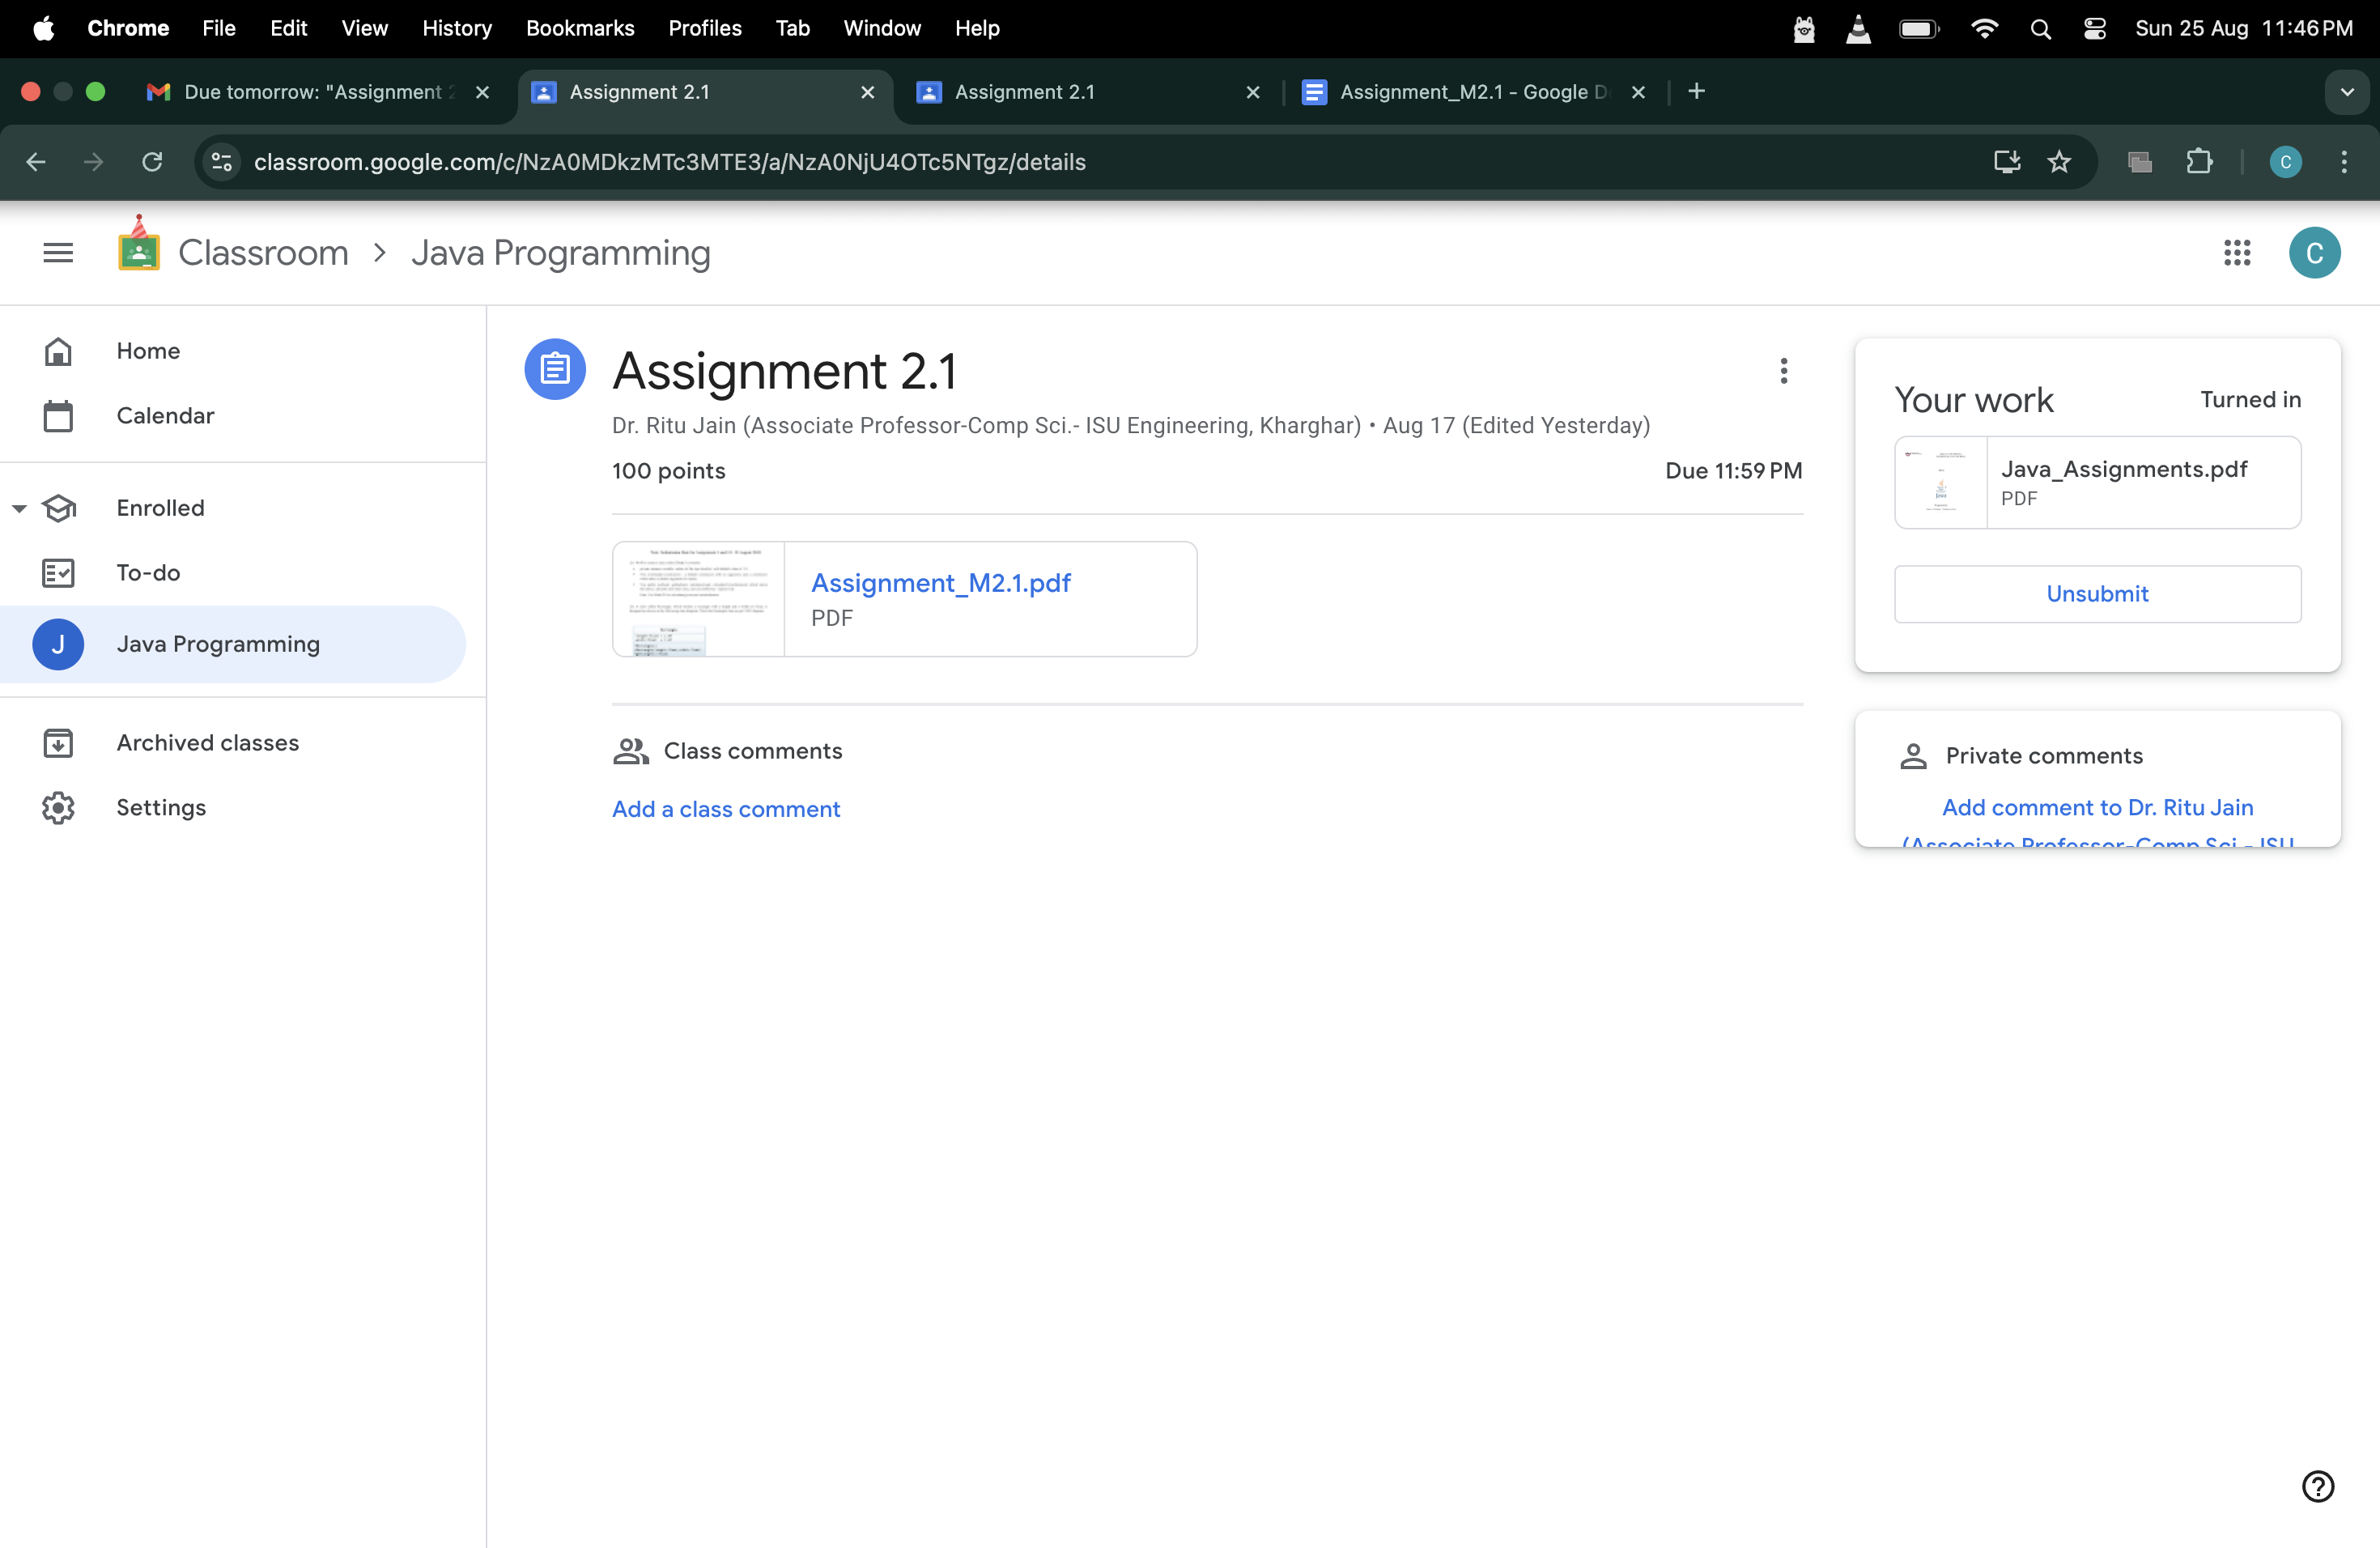 Chrome File Edit View History Bookmarks Profiles Tab Window Help Sun 25 Aug 11:46 PM
Due tomorrow: "Assignment Assignment 2.1 Assignment 2.1 Assignment_M2.1 - Google
classroom.google.com/c/NzA0MDkzMTc3MTE3/a/NzA0NjU4OTc5NTgz/details C
Classroom > Java Programming C
Home
Calendar
Enrolled
To-do
J Java Programming
Archived classes
Settings
Assignment 2.1
Dr. Ritu Jain (Associate Professor-Comp Sci.- ISU Engineering, Kharghar) • Aug 17 (Edited Yesterday)
100 points Due 11:59 PM
Assignment_M2.1.pdf
PDF
Class comments
Add a class comment
Your work Turned in
Java_Assignments.pdf
PDF
Unsubmit
Private comments
Add comment to Dr. Ritu Jain
(Associate Professor-Comp Sci.- ISU